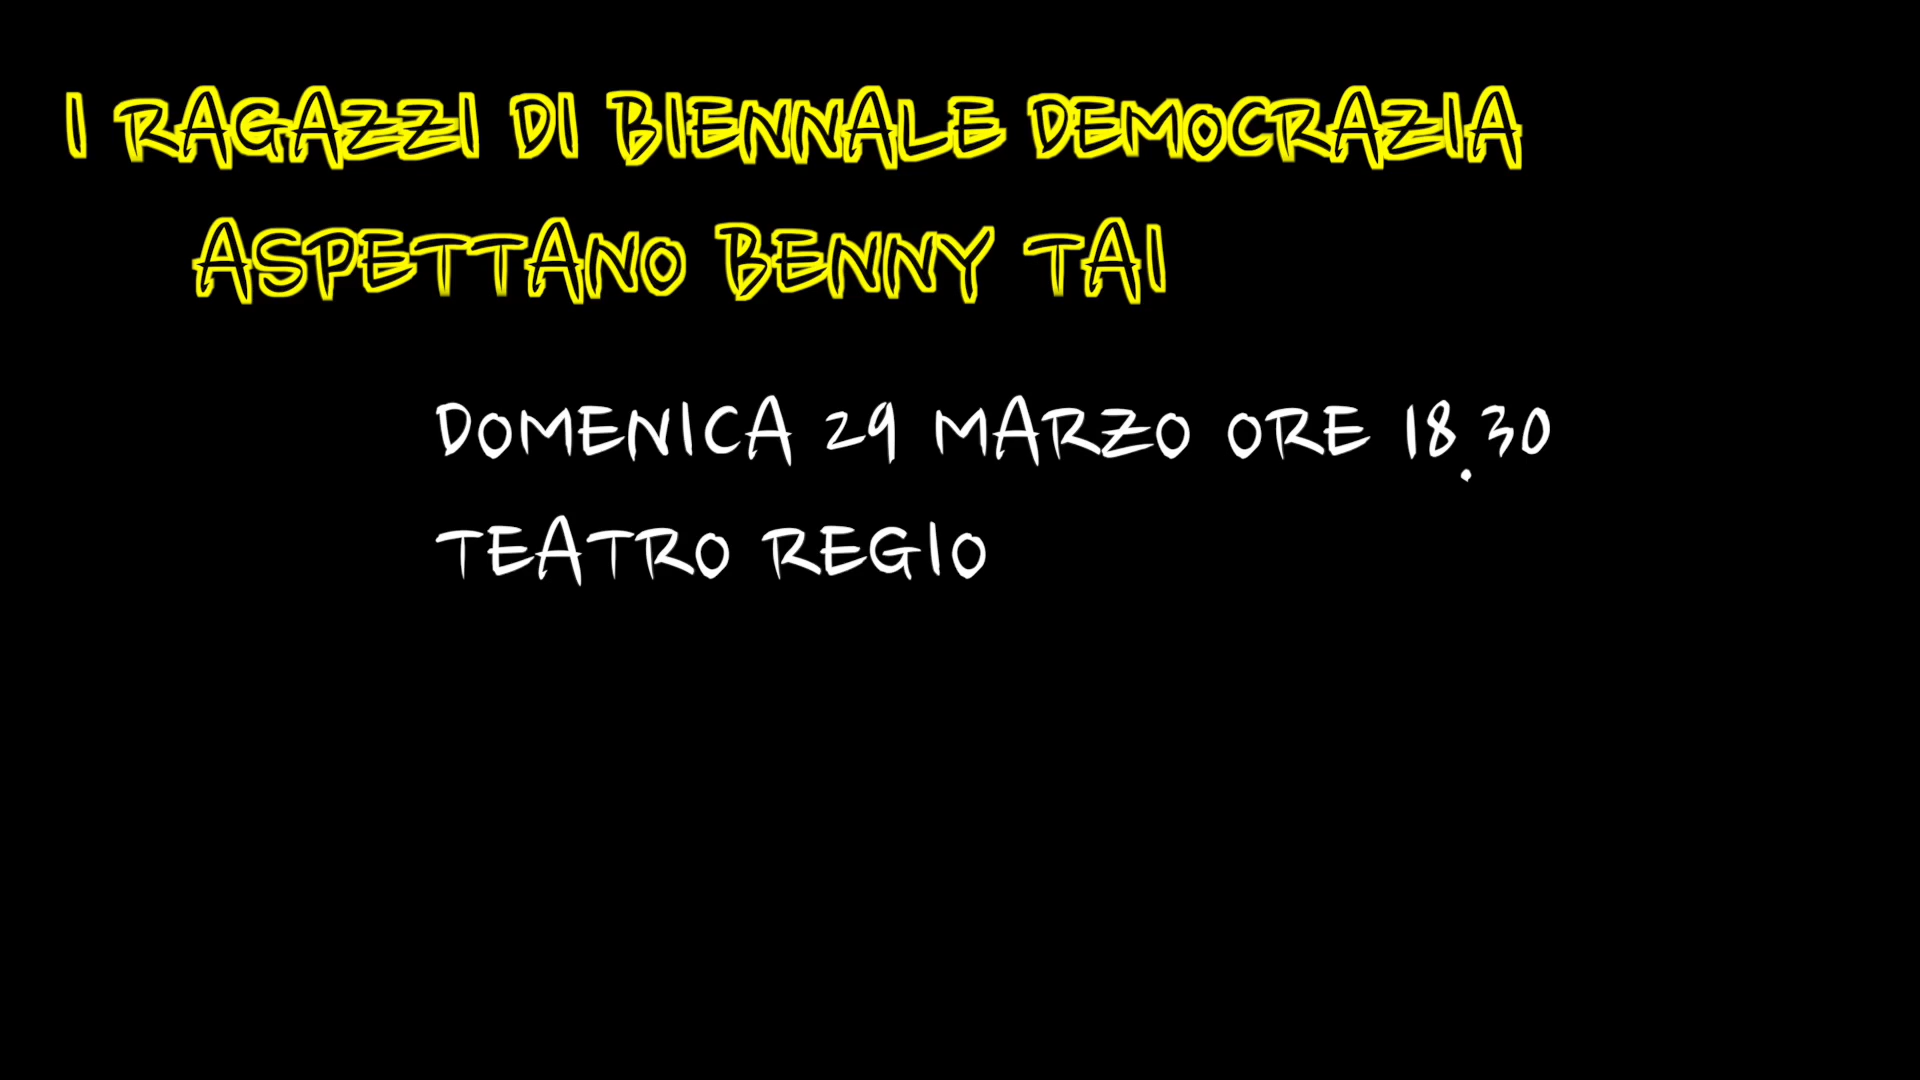 I RAGAZZI DI BIENNALE DEMOCRAZIA
ASPETTANO BENNY TAI
DOMENICA 29 MARZO ORE 18.30
TEATRO REGIO